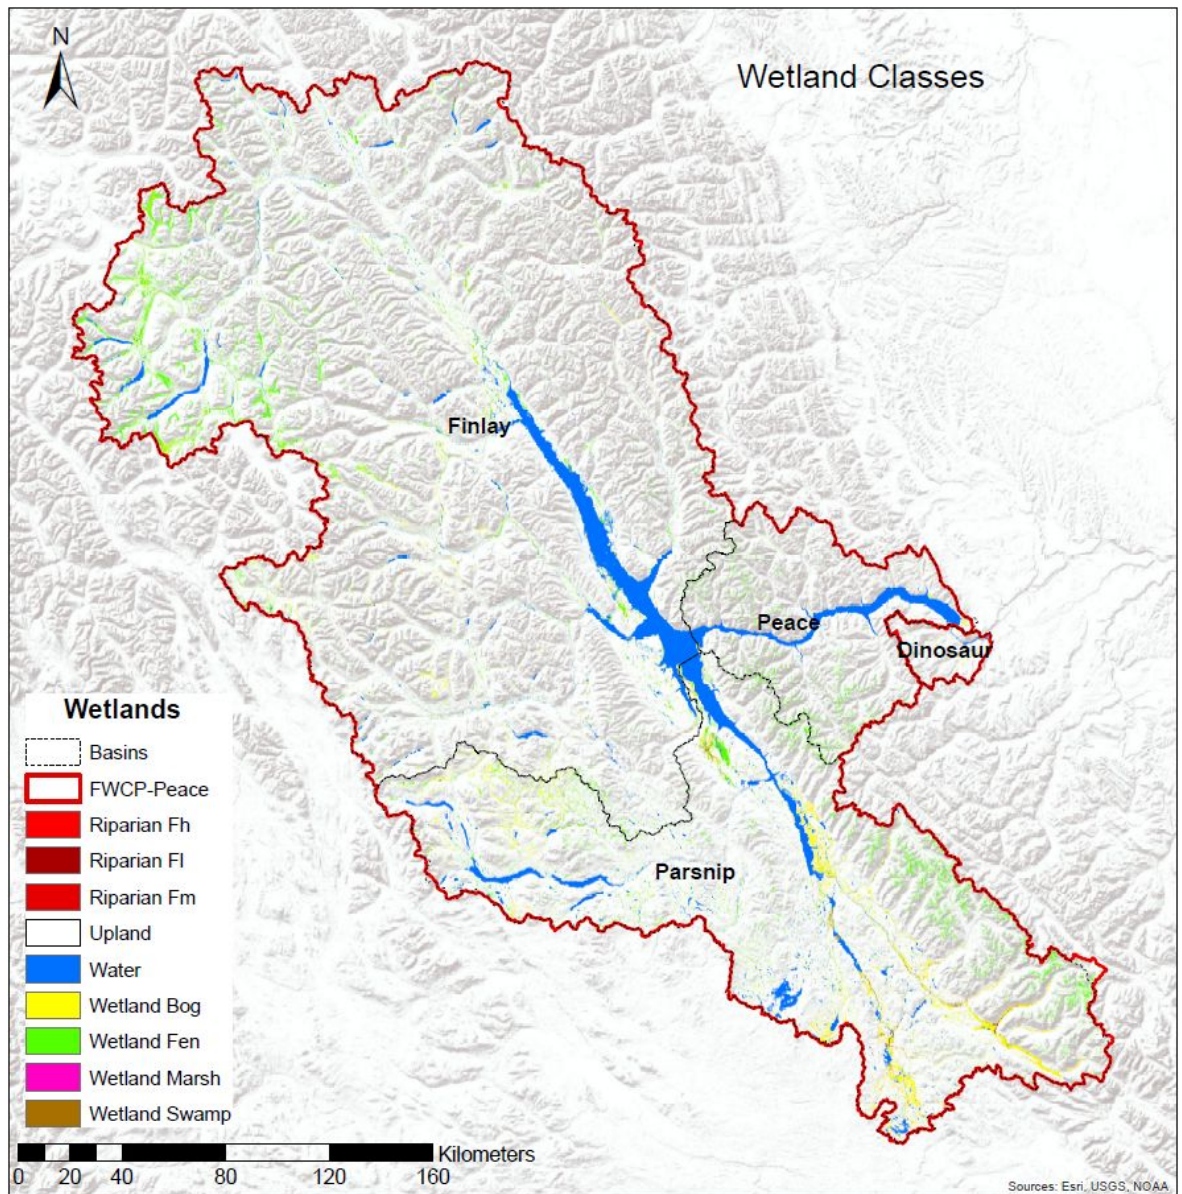 N
Wetland Classes
Finlay
Peace
Dinosaur
Parsnip
Wetlands
Basins
FWCP-Peace
Riparian Fh
Riparian Fl
Riparian Fm
Upland
Water
Wetland Bog
Wetland Fen
Wetland Marsh
Wetland Swamp
Kilometers
0 20 40 80 120 160
Sources: Esri, USGS, NOAA